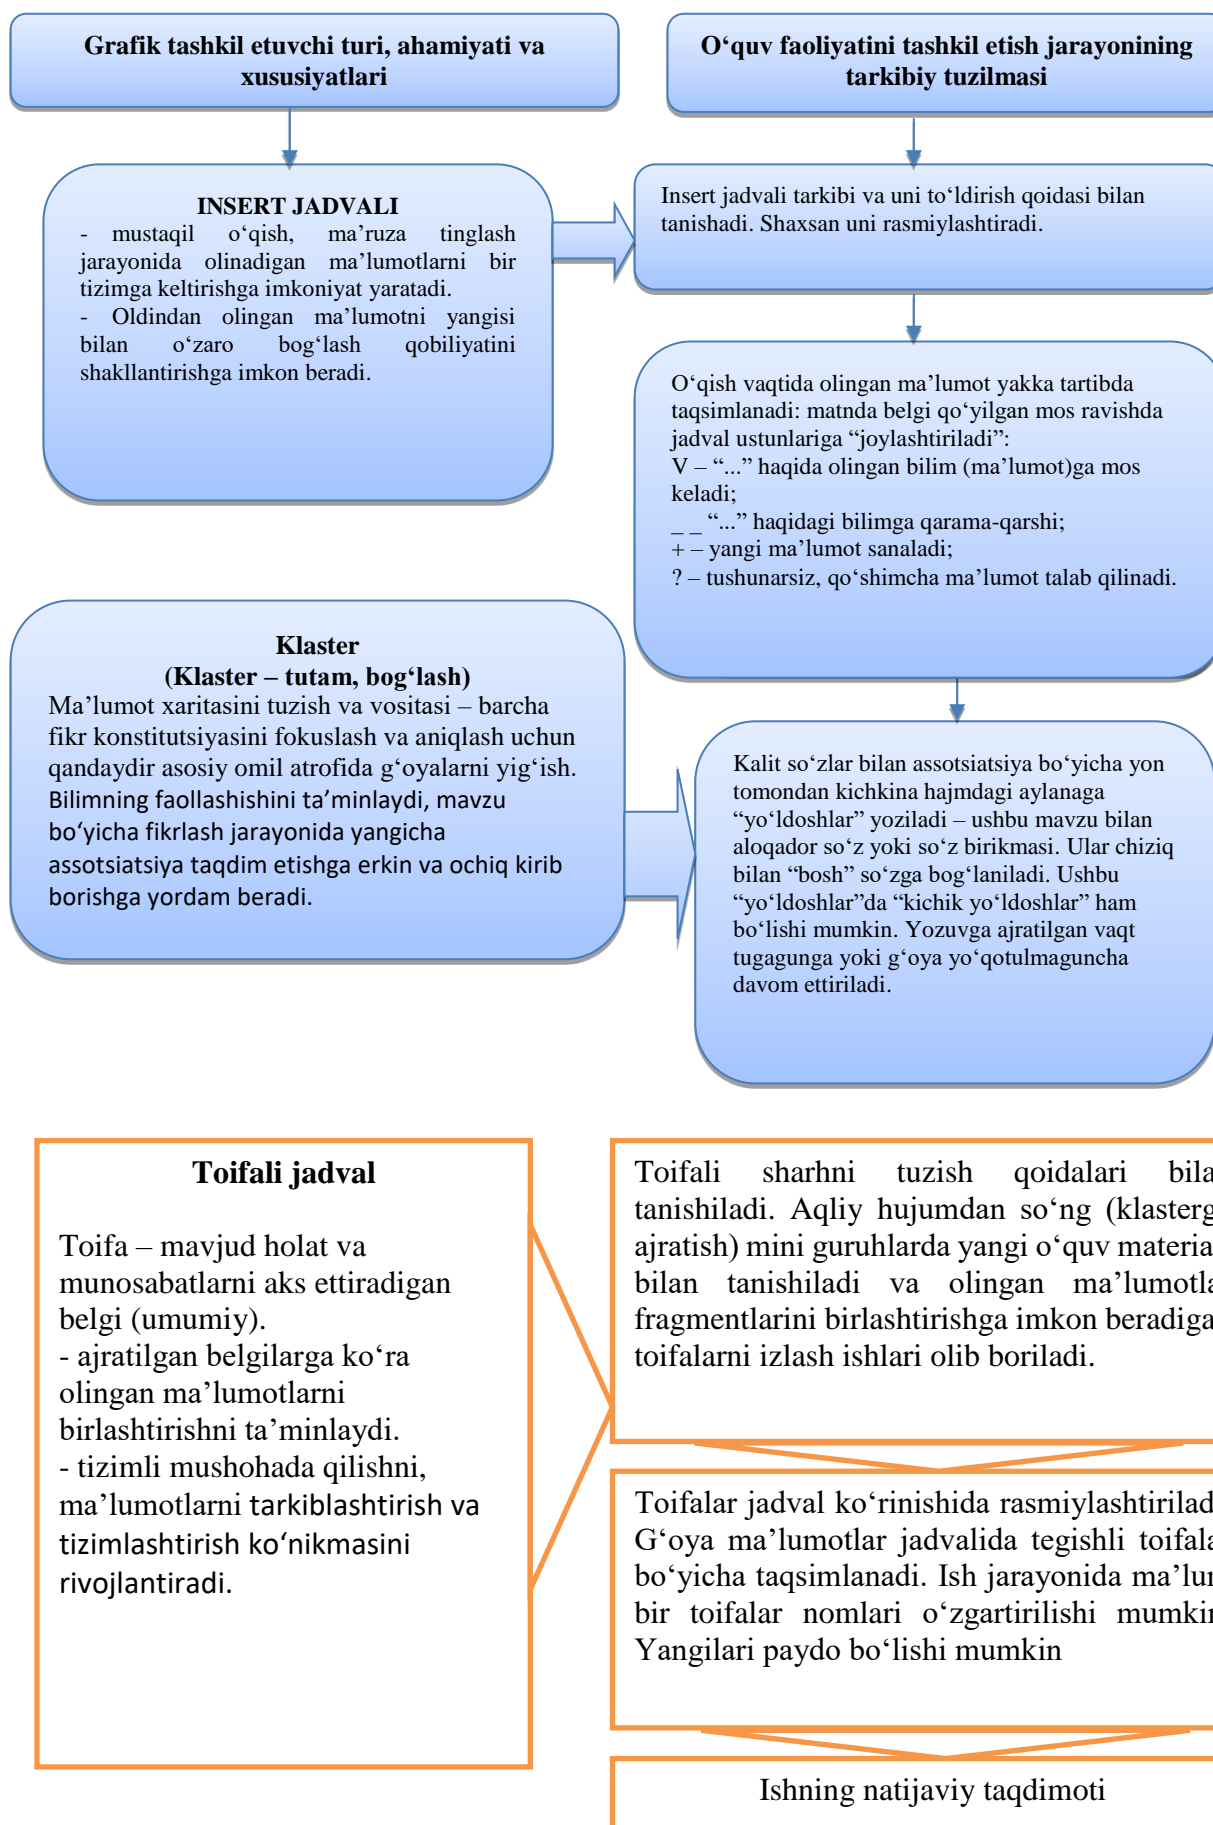 Grafik tashkil etuvchi turi, ahamiyati va
xususiyatlari
O‘quv faoliyatini tashkil etish jarayonining
tarkibiy tuzilmasi
INSERT JADVALI
- mustaqil o‘qish, ma’ruza tinglash
jarayonida olinadigan ma’lumotlarni bir
tizimga keltirishga imkoniyat yaratadi.
- Oldindan olingan ma’lumotni yangisi
bilan o‘zaro bog‘lash qobiliyatini
shakllantirishga imkon beradi.
Insert jadvali tarkibi va uni to‘ldirish qoidasi bilan
tanishadi. Shaxsan uni rasmiylashtiradi.
O‘qish vaqtida olingan ma’lumot yakka tartibda
taqsimlanadi: matnda belgi qo‘yilgan mos ravishda
jadval ustunlariga “joylashtiriladi”:
V – “...” haqida olingan bilim (ma’lumot)ga mos
keladi;
_ _ “...” haqidagi bilimga qarama-qarshi;
+ – yangi ma’lumot sanaladi;
? – tushunarsiz, qo‘shimcha ma’lumot talab qilinadi.
Klaster
(Klaster – tutam, bog‘lash)
Ma’lumot xaritasini tuzish va vositasi – barcha
fikr konstitutsiyasini fokuslash va aniqlash uchun
qandaydir asosiy omil atrofida g‘oyalarni yig‘ish.
Bilimning faollashishini ta’minlaydi, mavzu
bo‘yicha fikrlash jarayonida yangicha
assotsiatsiya taqdim etishga erkin va ochiq kirib
borishga yordam beradi.
Kalit so‘zlar bilan assotsiatsiya bo‘yicha yon
tomondan kichkina hajmdagi aylanaga
“yo‘ldoshlar” yoziladi – ushbu mavzu bilan
aloqador so‘z yoki so‘z birikmasi. Ular chiziq
bilan “bosh” so‘zga bog‘laniladi. Ushbu
“yo‘ldoshlar”da “kichik yo‘ldoshlar” ham
bo‘lishi mumkin. Yozuvga ajratilgan vaqt
tugagunga yoki g‘oya yo‘qotulmaguncha
davom ettiriladi.
Toifali jadval
Toifa – mavjud holat va
munosabatlarni aks ettiradigan
belgi (umumiy).
- ajratilgan belgilarga ko‘ra
olingan ma’lumotlarni
birlashtirishni ta’minlaydi.
- tizimli mushohada qilishni,
ma’lumotlarni tarkiblashtirish va
tizimlashtirish ko‘nikmasini
rivojlantiradi.
Toifali sharhni tuzish qoidalari bila
tanishiladi. Aqliy hujumdan so‘ng (klasterg
ajratish) mini guruhlarda yangi o‘quv materia
bilan tanishiladi va olingan ma’lumotla
fragmentlarini birlashtirishga imkon beradiga
toifalarni izlash ishlari olib boriladi.
Toifalar jadval ko‘rinishida rasmiylashtirilad
G‘oya ma’lumotlar jadvalida tegishli toifala
bo‘yicha taqsimlanadi. Ish jarayonida ma’lu
bir toifalar nomlari o‘zgartirilishi mumki
Yangilari paydo bo‘lishi mumkin
Ishning natijaviy taqdimoti